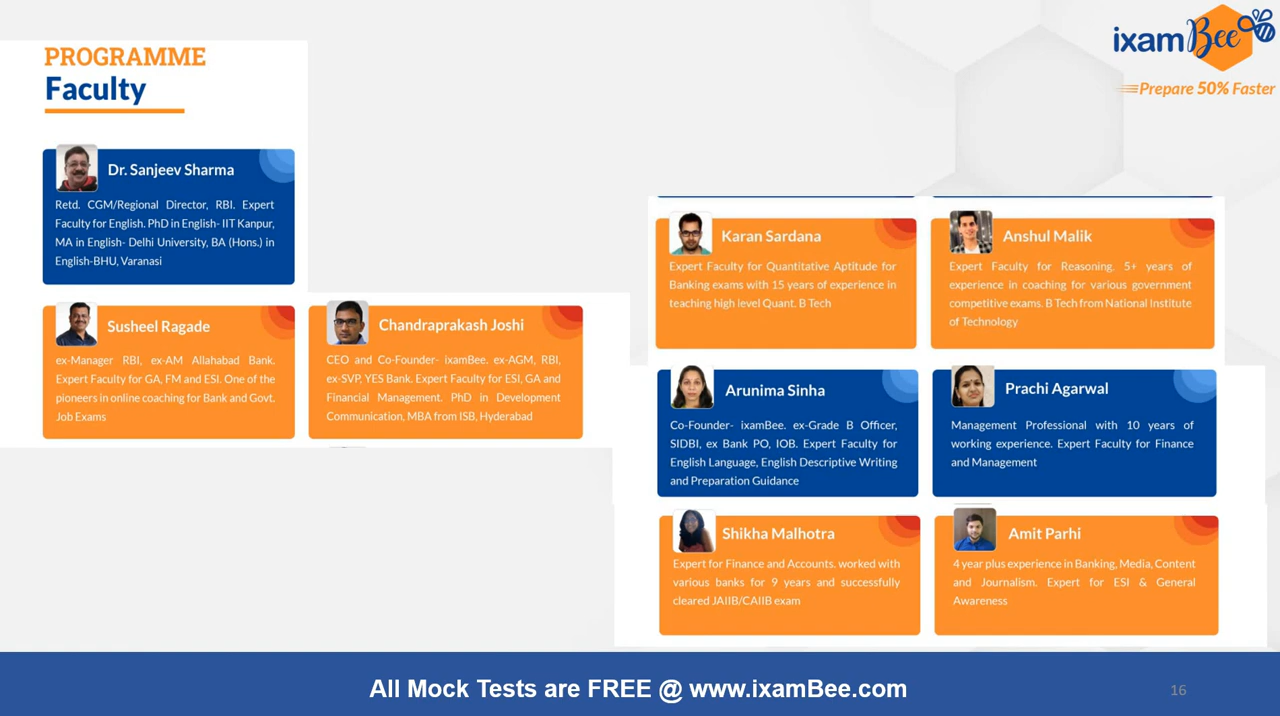 PROGRAMME
Faculty
ixamBee
Prepare 50% Faster
Dr. Sanjeev Sharma
Retd. CGM/Regional Director, RBI. Expert
Faculty for English. PhD in English- IIT Kanpur,
MA in English- Delhi University, BA (Hons.) in
English-BHU, Varanasi
Susheel Ragade
ex-Manager RBI, ex-AM Allahabad Bank.
Expert Faculty for GA, FM and ESI. One of the
pioneers in online coaching for Bank and Govt.
Job Exams
Chandraprakash Joshi
CEO and Co-Founder- ixamBee. ex-AGM, RBI,
ex-SVP, YES Bank. Expert Faculty for ESI, GA and
Financial Management. PhD in Development
Communication, MBA from ISB, Hyderabad
Karan Sardana
Expert Faculty for Quantitative Aptitude for
Banking exams with 15 years of experience in
teaching high level Quant. B Tech
Anshul Malik
Expert Faculty for Reasoning. 5+ years of
experience in coaching for various government
competitive exams. B Tech from National Institute
of Technology
Arunima Sinha
Co-Founder- ixamBee. ex-Grade B Officer,
SIDBI, ex Bank PO, IOB. Expert Faculty for
English Language, English Descriptive Writing
and Preparation Guidance
Prachi Agarwal
Management Professional with 10 years of
working experience. Expert Faculty for Finance
and Management
Shikha Malhotra
Expert for Finance and Accounts. worked with
various banks for 9 years and successfully
cleared JAIIB/CAIIB exam
Amit Parhi
4 year plus experience in Banking, Media, Content
and Journalism. Expert for ESI & General
Awareness
All Mock Tests are FREE @ www.ixamBee.com
16